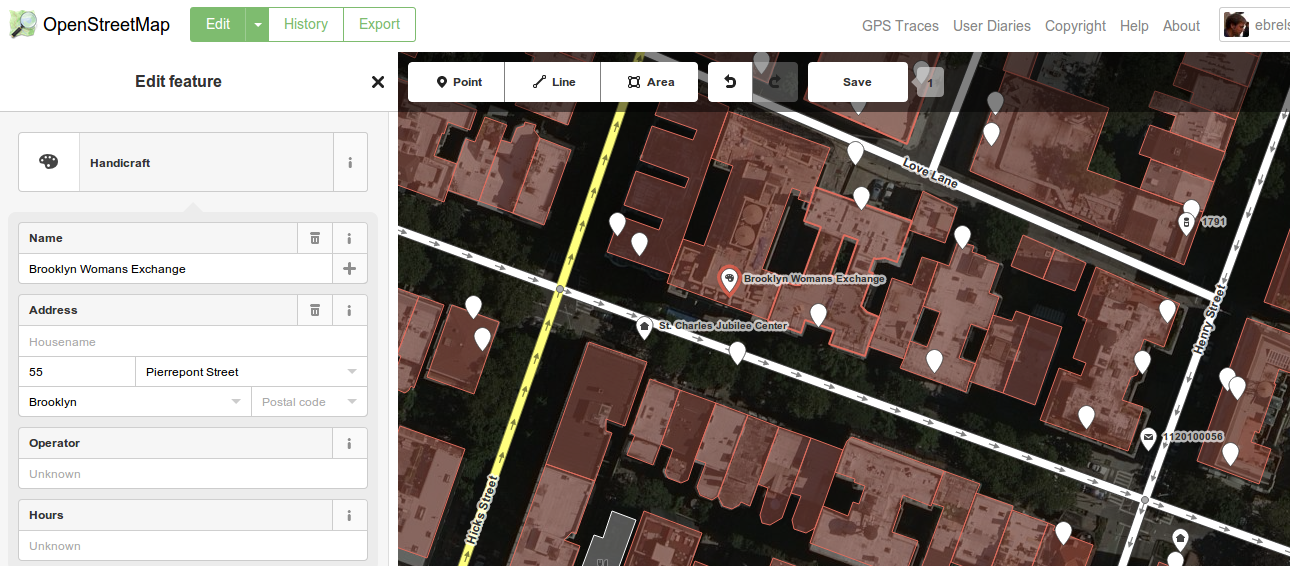 OpenStreetMap
Edit
History
Export
GPS Traces
User Diaries
Copyright
Help
About
ebrels
Edit feature
Point
Line
Area
Save
1
Handicraft
Name
Brooklyn Womans Exchange
Address
Housename
55
Pierrepont Street
Brooklyn
Postal code
Operator
Unknown
Hours
Unknown
Love Lane
1791
Brooklyn Womans Exchange
St. Charles Jubilee Center
Henry Street
1120100056
Hicks Street